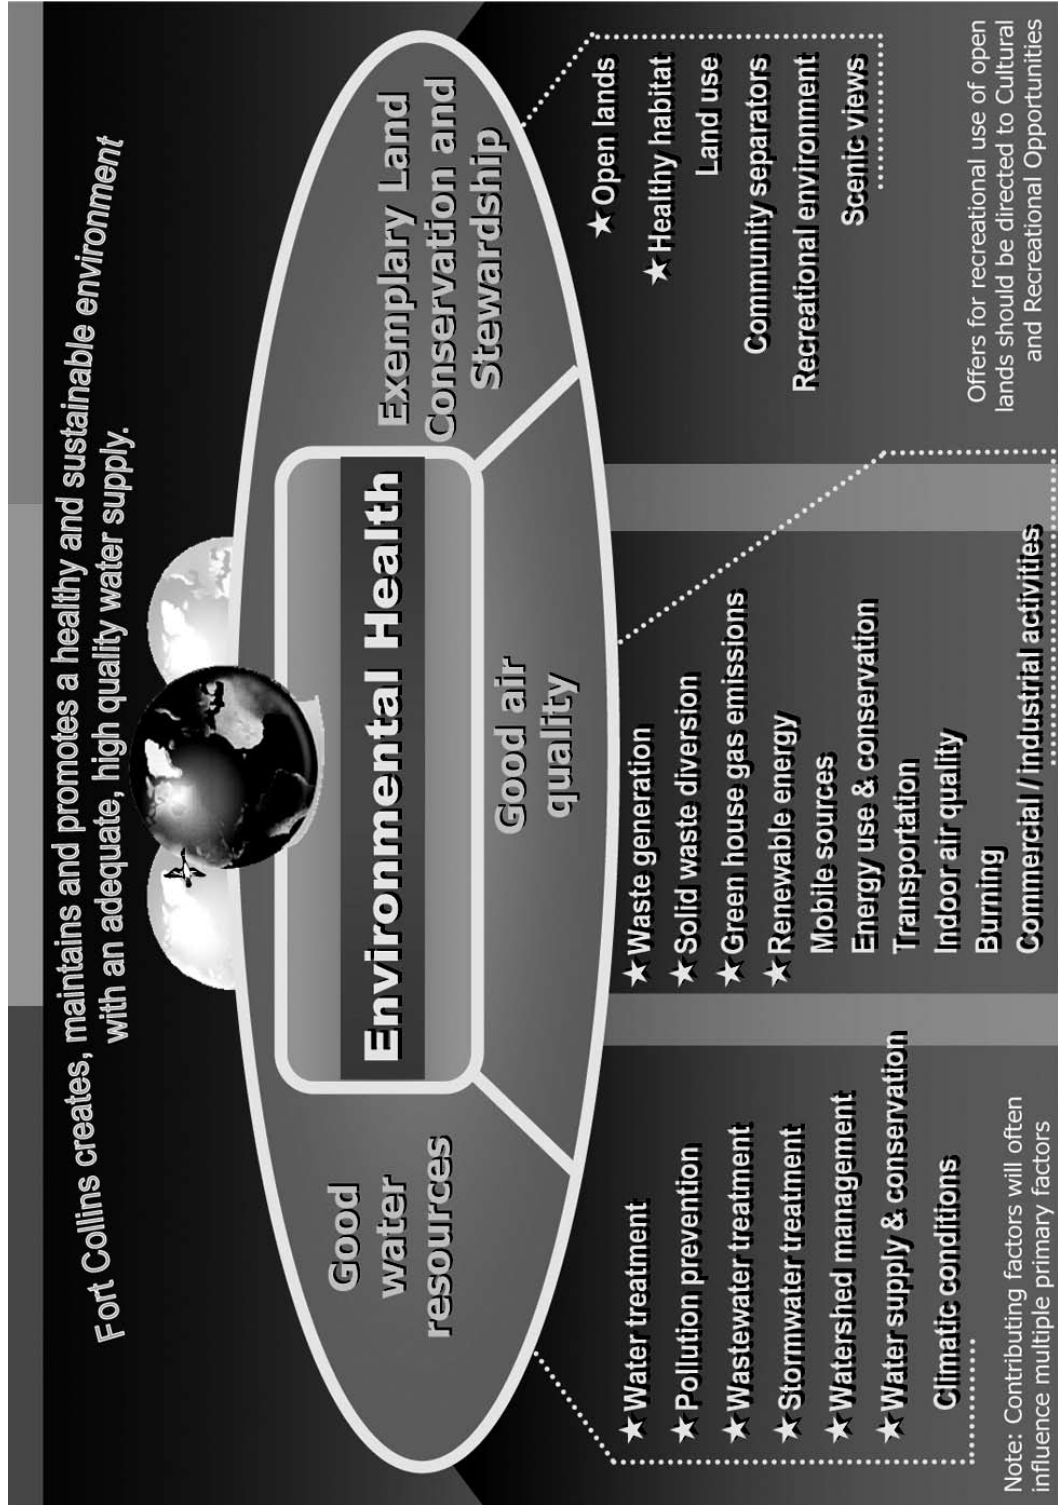 Fort Collins creates, maintains and promotes a healthy and sustainable environment
with an adequate, high quality water supply.
Environmental Health
Good
water
resources
Good air
quality
Exemplary Land
Conservation and
Stewardship
★ Water treatment
★ Pollution prevention
★ Wastewater treatment
★ Stormwater treatment
★ Watershed management
★ Water supply & conservation
Climatic conditions
★ Waste generation
★ Solid waste diversion
★ Green house gas emissions
★ Renewable energy
Mobile sources
Energy use & conservation
Transportation
Indoor air quality
Burning
Commercial / industrial activities
★ Open lands
★ Healthy habitat
Land use
Community separators
Recreational environment
Scenic views
Note: Contributing factors will often
influence multiple primary factors
Offers for recreational use of open
lands should be directed to Cultural
and Recreational Opportunities